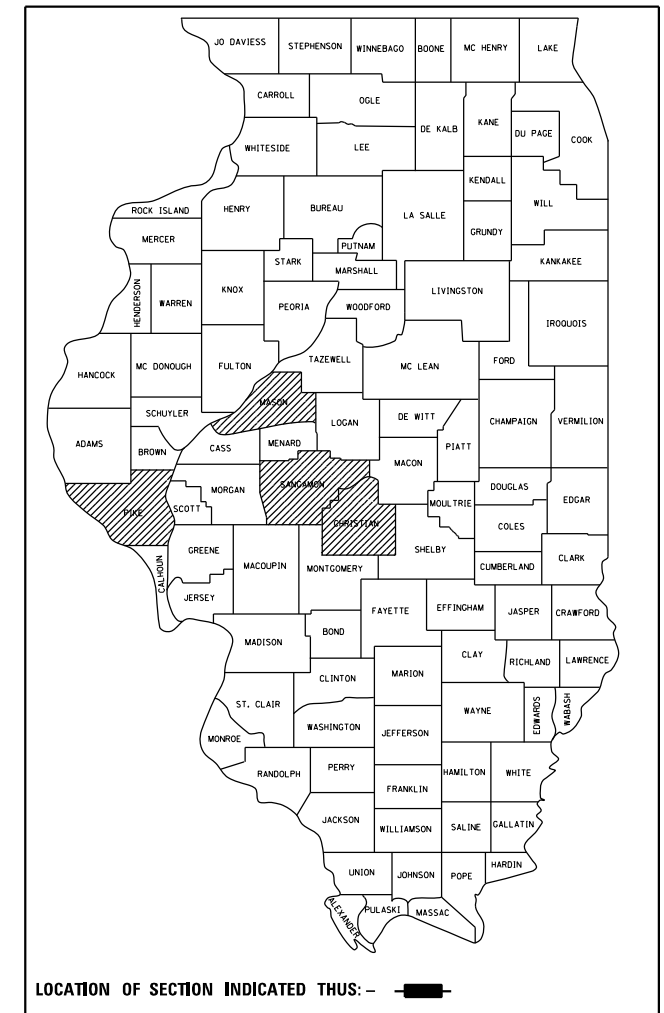 JO DAVIESS STEPHENSON WINNEBAGO BOONE MC HENRY LAKE
CARROLL OGLE DE KALB KANE DU PAGE COOK
WHITESIDE LEE
KENDALL WILL
ROCK ISLAND HENRY BUREAU LA SALLE GRUNDY
MERCER PUTNAM KANKAKEE
STARK MARSHALL
HENDERSON WARREN KNOX PEORIA WOODFORD LIVINGSTON IROQUOIS
HANCOCK MC DONOUGH FULTON TAZEWELL MC LEAN FORD
MASON
SCHUYLER LOGAN DE WITT CHAMPAIGN VERMILION
ADAMS BROWN CASS MENARD MACON PIATT
PIKE SCOTT MORGAN SANGAMON CHRISTIAN MOULTRIE DOUGLAS EDGAR
COLES
CALHOUN GREENE MACOUPIN MONTGOMERY SHELBY CUMBERLAND CLARK
JERSEY FAYETTE EFFINGHAM JASPER CRAWFORD
MADISON BOND
CLAY RICHLAND LAWRENCE
CLINTON MARION
ST. CLAIR WAYNE EDWARDS WABASH
MONROE WASHINGTON JEFFERSON
RANDOLPH PERRY HAMILTON WHITE
FRANKLIN
JACKSON WILLIAMSON SALINE GALLATIN
UNION JOHNSON POPE HARDIN
ALEXANDER PULASKI MASSAC
LOCATION OF SECTION INDICATED THUS: –